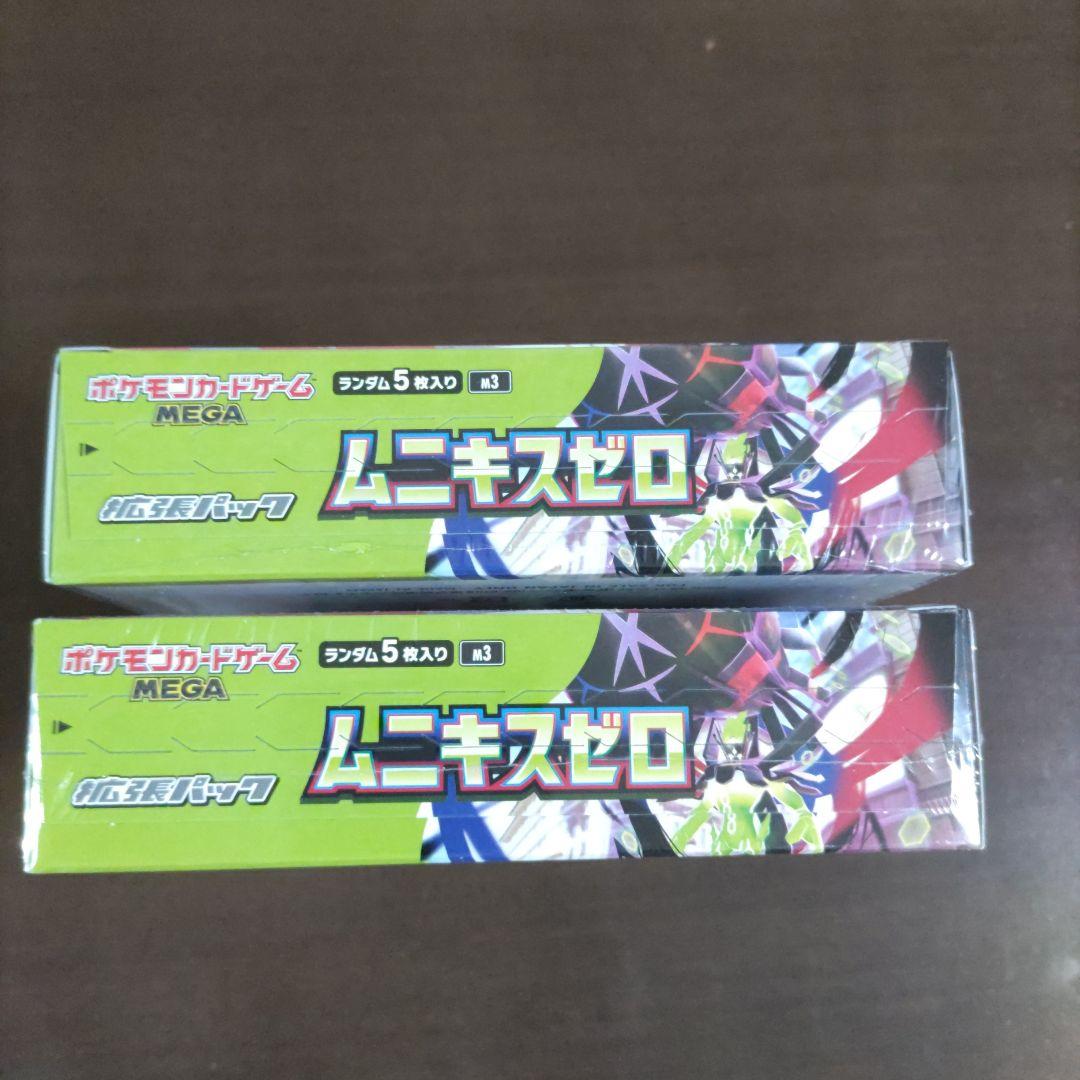 ポケモンカードゲーム
MEGA
ランダム5枚入り
M3
ムニキスゼロ
拡張パック
ポケモンカードゲーム
MEGA
ランダム5枚入り
M3
ムニキスゼロ
拡張パック